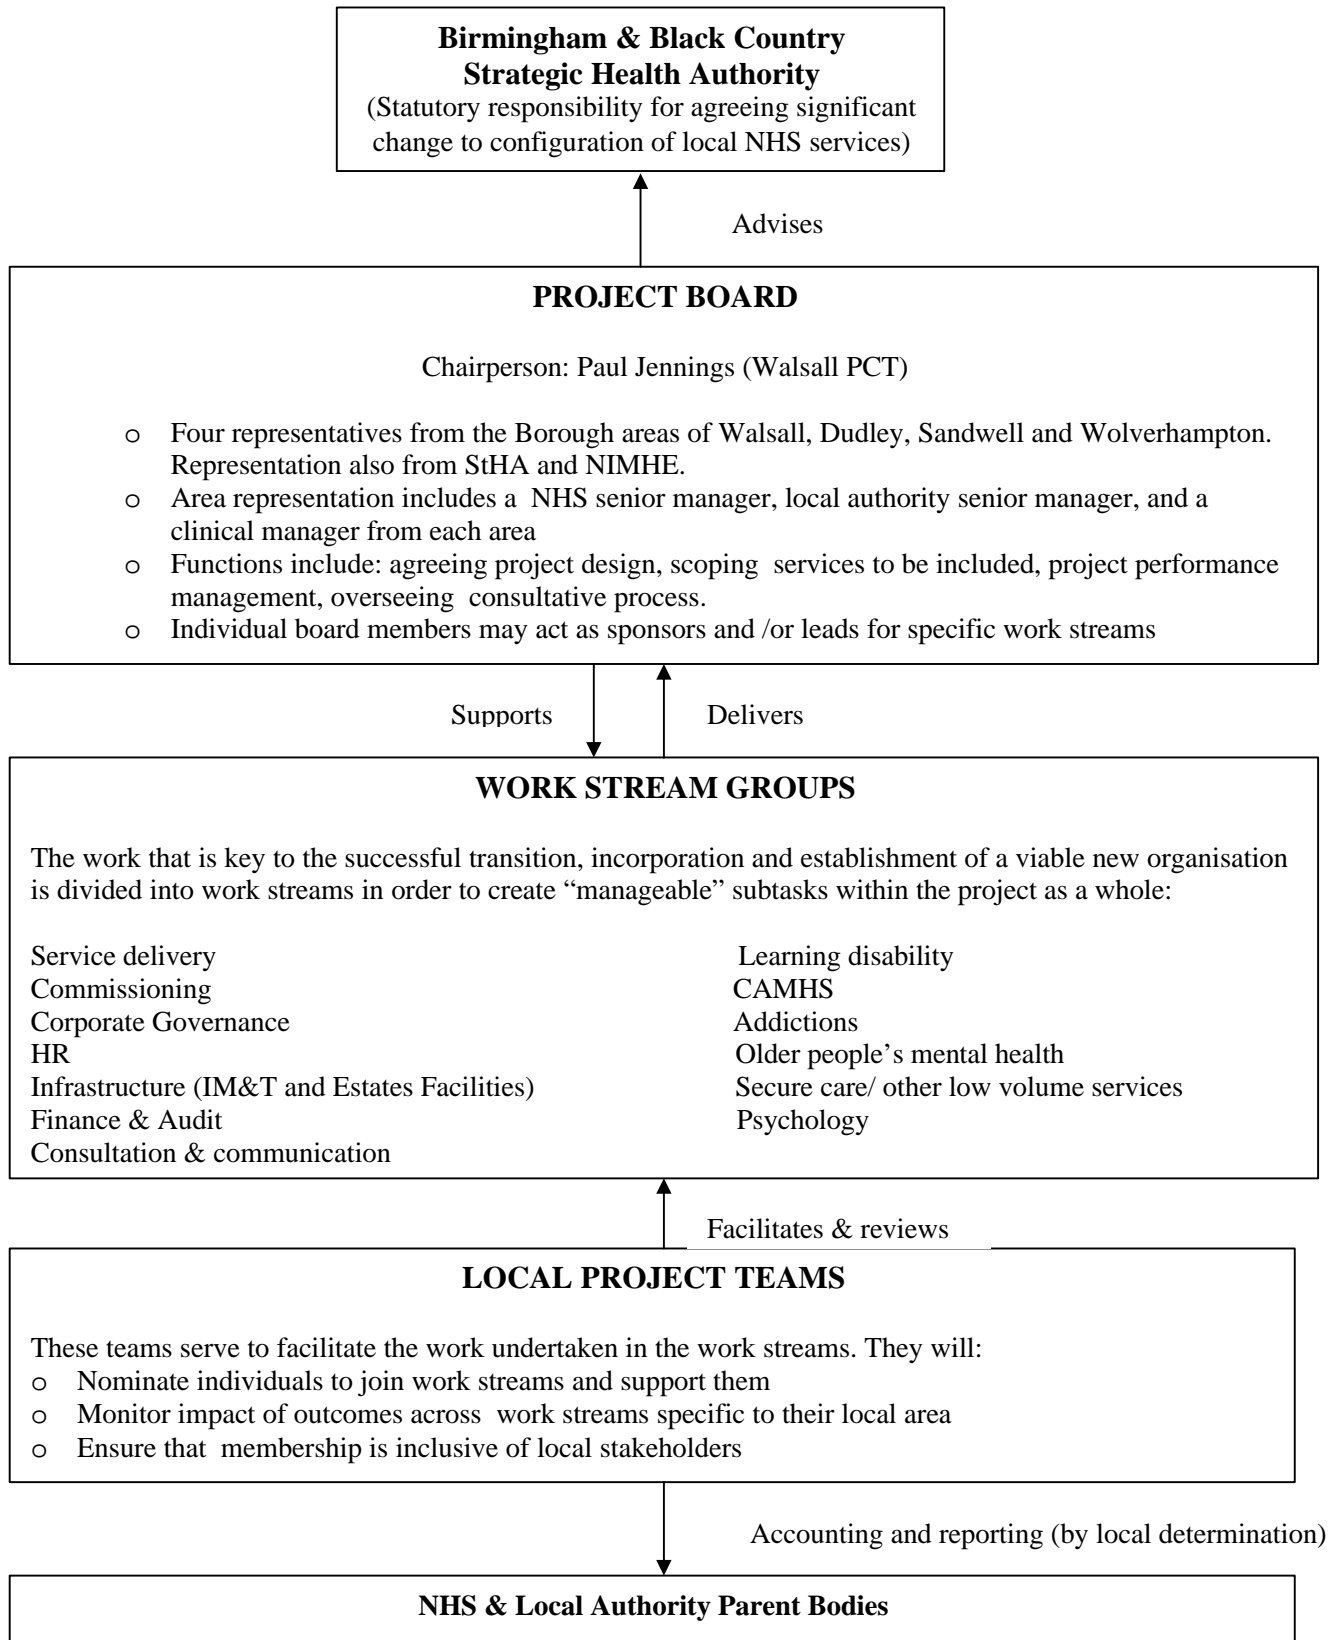 Birmingham & Black Country
Strategic Health Authority
(Statutory responsibility for agreeing significant
change to configuration of local NHS services)
Advises
PROJECT BOARD
Chairperson: Paul Jennings (Walsall PCT)
o Four representatives from the Borough areas of Walsall, Dudley, Sandwell and Wolverhampton.
Representation also from StHA and NIMHE.
o Area representation includes a NHS senior manager, local authority senior manager, and a
clinical manager from each area
o Functions include: agreeing project design, scoping services to be included, project performance
management, overseeing consultative process.
o Individual board members may act as sponsors and /or leads for specific work streams
Supports
Delivers
WORK STREAM GROUPS
The work that is key to the successful transition, incorporation and establishment of a viable new organisation
is divided into work streams in order to create “manageable” subtasks within the project as a whole:
Service delivery
Commissioning
Corporate Governance
HR
Infrastructure (IM&T and Estates Facilities)
Finance & Audit
Consultation & communication
Learning disability
CAMHS
Addictions
Older people’s mental health
Secure care/ other low volume services
Psychology
Facilitates & reviews
LOCAL PROJECT TEAMS
These teams serve to facilitate the work undertaken in the work streams. They will:
o Nominate individuals to join work streams and support them
o Monitor impact of outcomes across work streams specific to their local area
o Ensure that membership is inclusive of local stakeholders
Accounting and reporting (by local determination)
NHS & Local Authority Parent Bodies